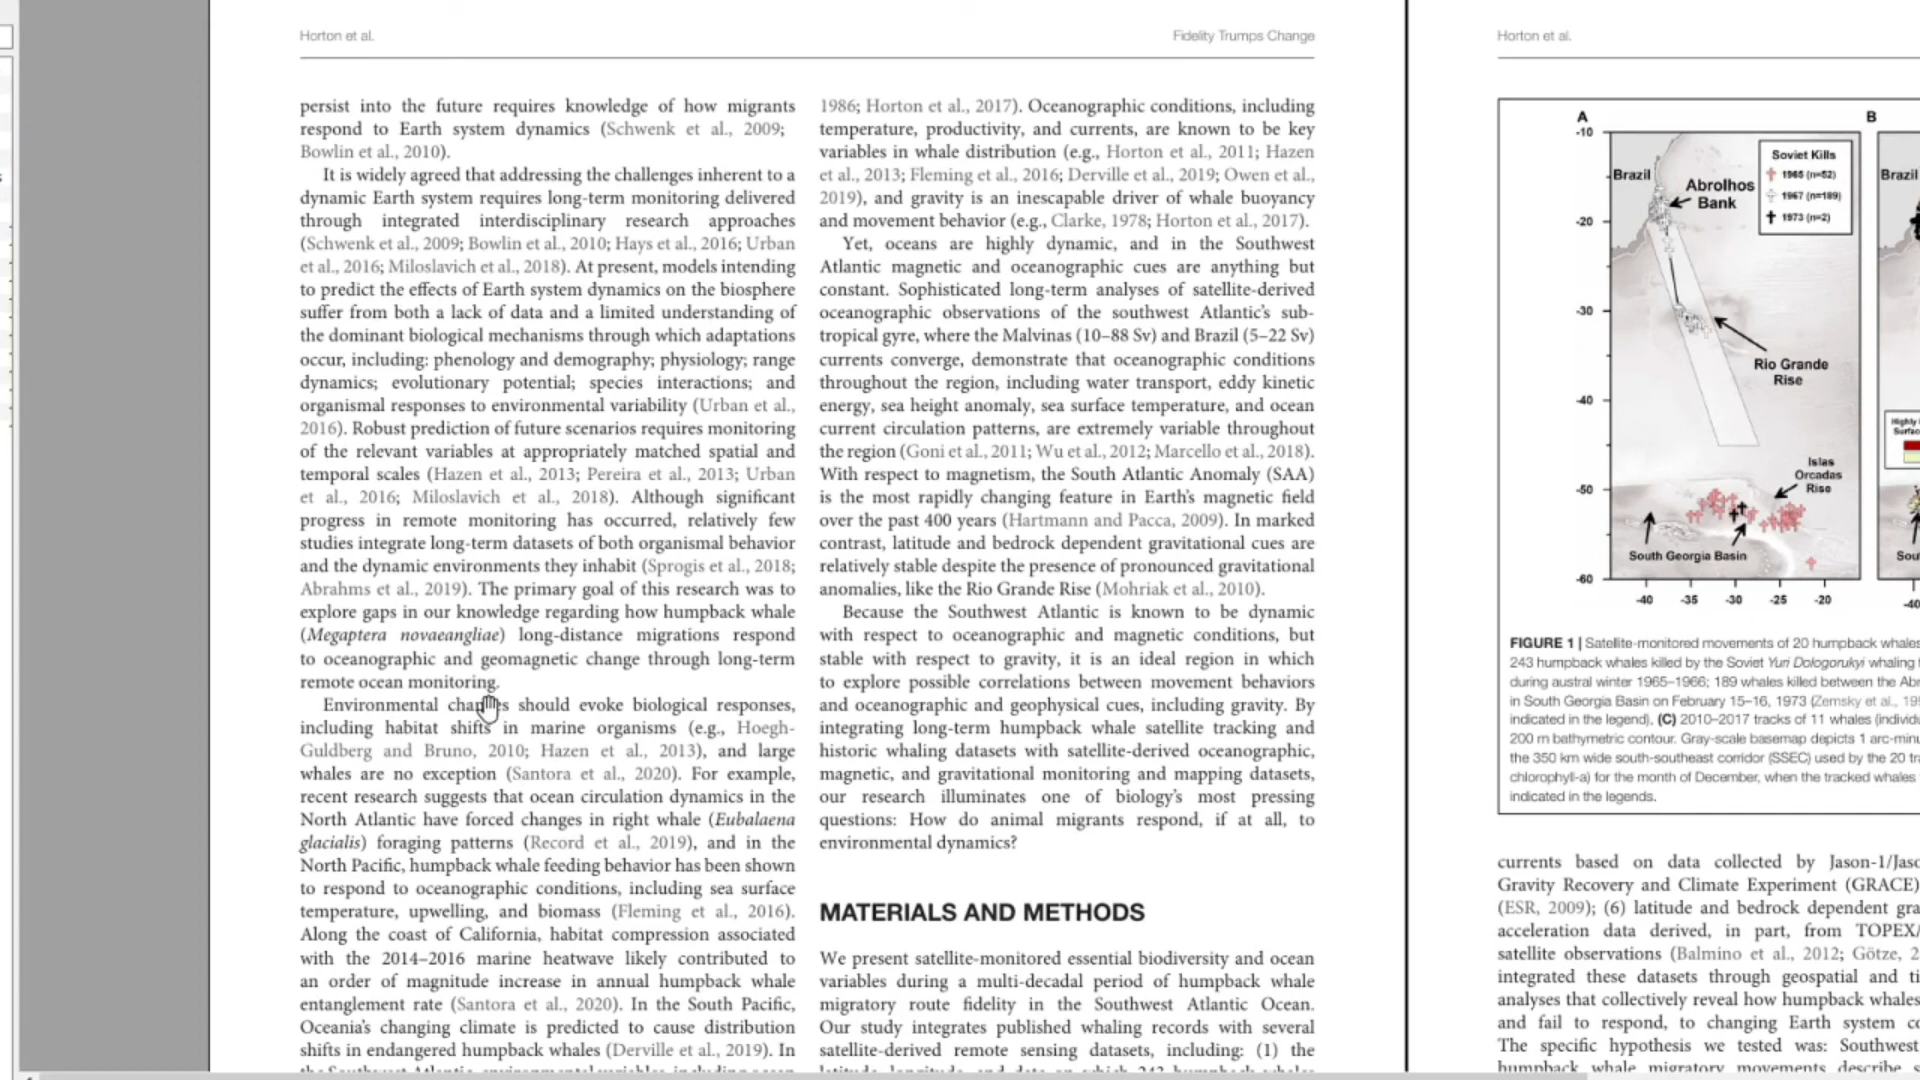 Horton et al.
Fidelity Trumps Change
persist into the future requires knowledge of how migrants
respond to Earth system dynamics (Schwenk et al., 2009;
Bowlin et al., 2010).
It is widely agreed that addressing the challenges inherent to a
dynamic Earth system requires long-term monitoring delivered
through integrated interdisciplinary research approaches
(Schwenk et al., 2009; Bowlin et al., 2010; Hays et al., 2016; Urban
et al., 2016; Miloslavich et al., 2018). At present, models intending
to predict the effects of Earth system dynamics on the biosphere
suffer from both a lack of data and a limited understanding of
the dominant biological mechanisms through which adaptations
occur, including: phenology and demography; physiology; range
dynamics; evolutionary potential; species interactions; and
organismal responses to environmental variability (Urban et al.,
2016). Robust prediction of future scenarios requires monitoring
of the relevant variables at appropriately matched spatial and
temporal scales (Hazen et al., 2013; Pereira et al., 2013; Urban
et al., 2016; Miloslavich et al., 2018). Although significant
progress in remote monitoring has occurred, relatively few
studies integrate long-term datasets of both organismal behavior
and the dynamic environments they inhabit (Sprogis et al., 2018;
Abrahms et al., 2019). The primary goal of this research was to
explore gaps in our knowledge regarding how humpback whale
(Megaptera novaeangliae) long-distance migrations respond
to oceanographic and geomagnetic change through long-term
remote ocean monitoring.
Environmental changes should evoke biological responses,
including habitat shifts in marine organisms (e.g., Hoegh-
Guldberg and Bruno, 2010; Hazen et al., 2013), and large
whales are no exception (Santora et al., 2020). For example,
recent research suggests that ocean circulation dynamics in the
North Atlantic have forced changes in right whale (Eubalaena
glacialis) foraging patterns (Record et al., 2019), and in the
North Pacific, humpback whale feeding behavior has been shown
to respond to oceanographic conditions, including sea surface
temperature, upwelling, and biomass (Fleming et al., 2016).
Along the coast of California, habitat compression associated
with the 2014–2016 marine heatwave likely contributed to
an order of magnitude increase in annual humpback whale
entanglement rate (Santora et al., 2020). In the South Pacific,
Oceania's changing climate is predicted to cause distribution
shifts in endangered humpback whales (Derville et al., 2019). In
1986; Horton et al., 2017). Oceanographic conditions, including
temperature, productivity, and currents, are known to be key
variables in whale distribution (e.g., Horton et al., 2011; Hazen
et al., 2013; Fleming et al., 2016; Derville et al., 2019; Owen et al.,
2019), and gravity is an inescapable driver of whale buoyancy
and movement behavior (e.g., Clarke, 1978; Horton et al., 2017).
Yet, oceans are highly dynamic, and in the Southwest
Atlantic magnetic and oceanographic cues are anything but
constant. Sophisticated long-term analyses of satellite-derived
oceanographic observations of the southwest Atlantic's sub-
tropical gyre, where the Malvinas (10–88 Sv) and Brazil (5–22 Sv)
currents converge, demonstrate that oceanographic conditions
throughout the region, including water transport, eddy kinetic
energy, sea height anomaly, sea surface temperature, and ocean
current circulation patterns, are extremely variable throughout
the region (Goni et al., 2011; Wu et al., 2012; Marcello et al., 2018).
With respect to magnetism, the South Atlantic Anomaly (SAA)
is the most rapidly changing feature in Earth's magnetic field
over the past 400 years (Hartmann and Pacca, 2009). In marked
contrast, latitude and bedrock dependent gravitational cues are
relatively stable despite the presence of pronounced gravitational
anomalies, like the Rio Grande Rise (Mohriak et al., 2010).
Because the Southwest Atlantic is known to be dynamic
with respect to oceanographic and magnetic conditions, but
stable with respect to gravity, it is an ideal region in which
to explore possible correlations between movement behaviors
and oceanographic and geophysical cues, including gravity. By
integrating long-term humpback whale satellite tracking and
historic whaling datasets with satellite-derived oceanographic,
magnetic, and gravitational monitoring and mapping datasets,
our research illuminates one of biology's most pressing
questions: How do animal migrants respond, if at all, to
environmental dynamics?
MATERIALS AND METHODS
We present satellite-monitored essential biodiversity and ocean
variables during a multi-decadal period of humpback whale
migratory route fidelity in the Southwest Atlantic Ocean.
Our study integrates published whaling records with several
satellite-derived remote sensing datasets, including: (1) the
Horton et al.
A
B
-10
-20
-30
-40
-50
-60
-40 -35 -30 -25 -20
-40
Brazil
Abrolhos
Bank
Soviet Kills
1965 (n=52)
1967 (n=189)
1973 (n=2)
Rio Grande
Rise
Islas
Orcadas
Rise
South Georgia Basin
Brazil
Highly
Surfac
Sou
FIGURE 1 | Satellite-monitored movements of 20 humpback whales
243 humpback whales killed by the Soviet Yuri Dologorukyi whaling
during austral winter 1965–1966; 189 whales killed between the Abr
in South Georgia Basin on February 15–16, 1973 (Zemsky et al., 199
indicated in the legend), (C) 2010–2017 tracks of 11 whales (individu
200 m bathymetric contour. Gray-scale basemap depicts 1 arc-minu
the 350 km wide south-southeast corridor (SSEC) used by the 20 tra
chlorophyll-a) for the month of December, when the tracked whales
indicated in the legends.
currents based on data collected by Jason-1/Jaso
Gravity Recovery and Climate Experiment (GRACE)
(ESR, 2009); (6) latitude and bedrock dependent gra
acceleration data derived, in part, from TOPEX/
satellite observations (Balmino et al., 2012; Götze, 2
integrated these datasets through geospatial and ti
analyses that collectively reveal how humpback whales
and fail to respond, to changing Earth system co
The specific hypothesis we tested was: Southwest
humpback whale migratory movements describe s